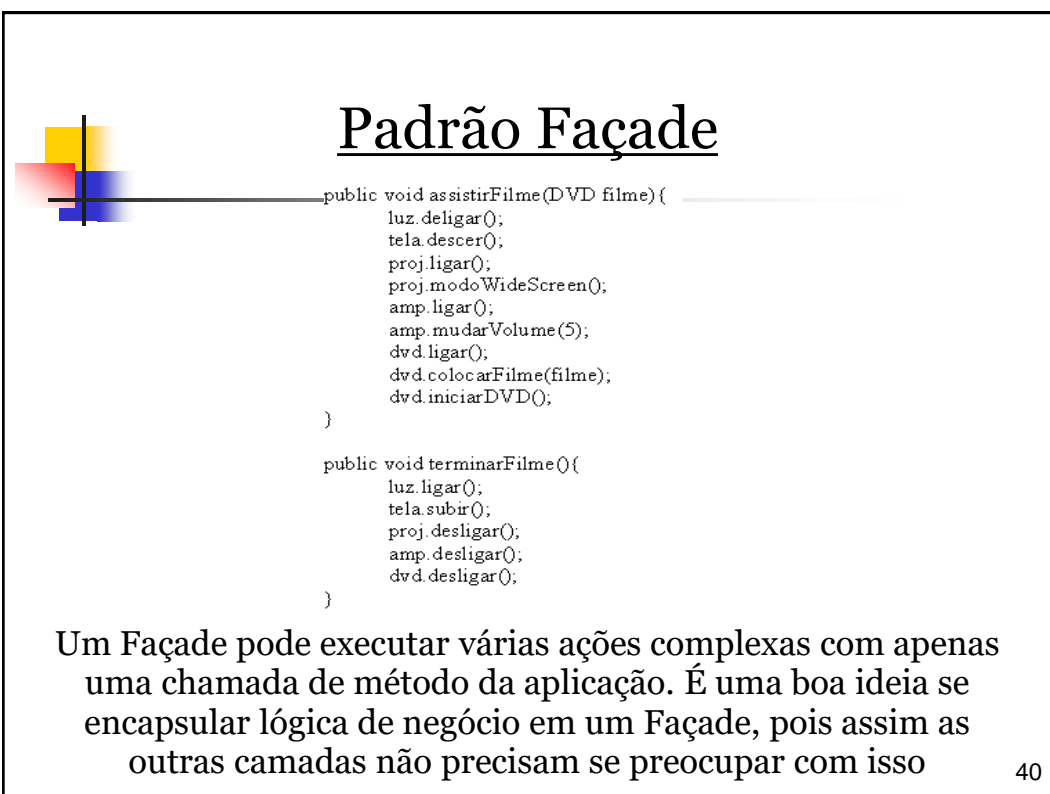 Padrão Façade
public void assistirFilme(DVD filme){
luz.deligar();
tela.descer();
proj.ligar();
proj.modoWideScreen();
amp.ligar();
amp.mudarVolume(5);
dvd.ligar();
dvd.colocarFilme(filme);
dvd.iniciarDVD();
}
public void terminarFilme(){
luz.ligar();
tela.subir();
proj.desligar();
amp.desligar();
dvd.desligar();
}
Um Façade pode executar várias ações complexas com apenas
uma chamada de método da aplicação. É uma boa ideia se
encapsular lógica de negócio em um Façade, pois assim as
outras camadas não precisam se preocupar com isso
40